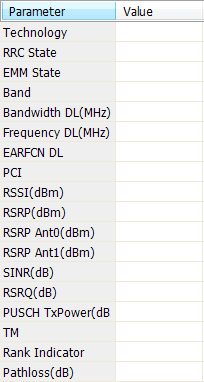 Parameter Value
Technology
RRC State
EMM State
Band
Bandwidth DL(MHz)
Frequency DL(MHz)
EARFCN DL
PCI
RSSI(dBm)
RSRP(dBm)
RSRP Ant0(dBm)
RSRP Ant1(dBm)
SINR(dB)
RSRQ(dB)
PUSCH TxPower(dB
TM
Rank Indicator
Pathloss(dB)